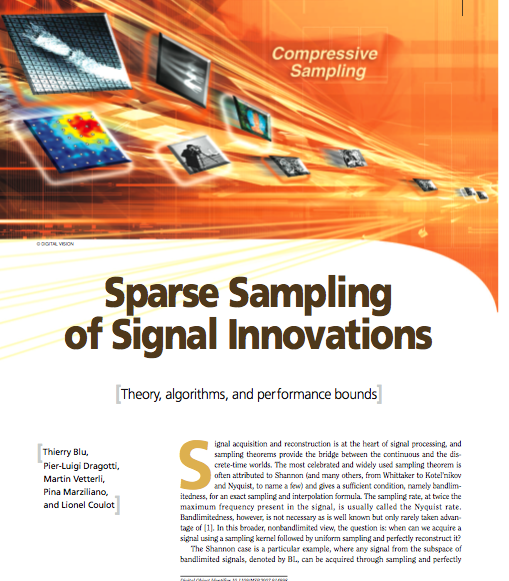 Compressive
Sampling
© DIGITAL VISION
Sparse Sampling
of Signal Innovations
[Theory, algorithms, and performance bounds]
[Thierry Blu,
Pier-Luigi Dragotti,
Martin Vetterli,
Pina Marziliano,
and Lionel Coulot]
Signal acquisition and reconstruction is at the heart of signal processing, and
sampling theorems provide the bridge between the continuous and the dis-
crete-time worlds. The most celebrated and widely used sampling theorem is
often attributed to Shannon (and many others, from Whittaker to Kotel'nikov
and Nyquist, to name a few) and gives a sufficient condition, namely bandlim-
itedness, for an exact sampling and interpolation formula. The sampling rate, at twice the
maximum frequency present in the signal, is usually called the Nyquist rate.
Bandlimitedness, however, is not necessary as is well known but only rarely taken advan-
tage of [1]. In this broader, nonbandlimited view, the question is: when can we acquire a
signal using a sampling kernel followed by uniform sampling and perfectly reconstruct it?
The Shannon case is a particular example, where any signal from the subspace of
bandlimited signals, denoted by BL, can be acquired through sampling and perfectly
Digital Object Identifier